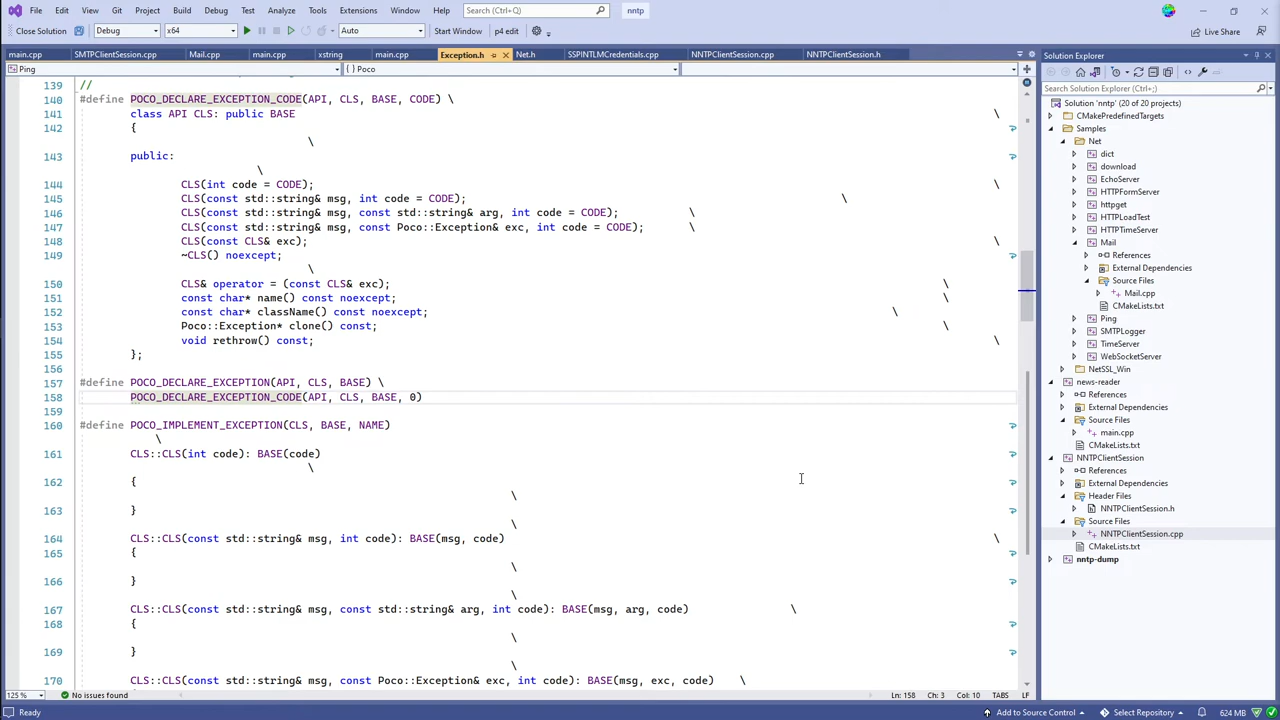 File Edit View Git Project Build Debug Test Analyze Tools Extensions Window Help Search (Ctrl+Q) nntp
Close Solution Debug x64 Auto Start Window p4 edit Live Share
main.cpp SMTPClientSession.cpp Mail.cpp main.cpp xstring main.cpp Exception.h Net.h SSPINTLMCredentials.cpp NNTPClientSession.cpp NNTPClientSession.h
Ping {} Poco
139 //
140 #define POCO_DECLARE_EXCEPTION_CODE(API, CLS, BASE, CODE) \
141 class API CLS: public BASE \
142 {
\
143 public:
\
144 CLS(int code = CODE); \
145 CLS(const std::string& msg, int code = CODE); \
146 CLS(const std::string& msg, const std::string& arg, int code = CODE); \
147 CLS(const std::string& msg, const Poco::Exception& exc, int code = CODE); \
148 CLS(const CLS& exc); \
149 ~CLS() noexcept;
\
150 CLS& operator = (const CLS& exc); \
151 const char* name() const noexcept; \
152 const char* className() const noexcept; \
153 Poco::Exception* clone() const; \
154 void rethrow() const; \
155 };
156
157 #define POCO_DECLARE_EXCEPTION(API, CLS, BASE) \
158 POCO_DECLARE_EXCEPTION_CODE(API, CLS, BASE, 0)
159
160 #define POCO_IMPLEMENT_EXCEPTION(CLS, BASE, NAME)
\
161 CLS::CLS(int code): BASE(code)
\
162 {
\
163 }
\
164 CLS::CLS(const std::string& msg, int code): BASE(msg, code) \
165 {
\
166 }
\
167 CLS::CLS(const std::string& msg, const std::string& arg, int code): BASE(msg, arg, code) \
168 {
\
169 }
\
170 CLS::CLS(const std::string& msg, const Poco::Exception& exc, int code): BASE(msg, exc, code) \
125 % No issues found Ln: 158 Ch: 3 Col: 10 TABS LF
Ready Add to Source Control Select Repository 624 MB
Solution Explorer
Search Solution Explorer (Ctrl+;)
Solution 'nntp' (20 of 20 projects)
CMakePredefinedTargets
Samples
Net
dict
download
EchoServer
HTTPFormServer
httpget
HTTPLoadTest
HTTPTimeServer
Mail
References
External Dependencies
Source Files
Mail.cpp
CMakeLists.txt
Ping
SMTPLogger
TimeServer
WebSocketServer
NetSSL_Win
news-reader
References
External Dependencies
Source Files
main.cpp
CMakeLists.txt
NNTPClientSession
References
External Dependencies
Header Files
NNTPClientSession.h
Source Files
NNTPClientSession.cpp
CMakeLists.txt
nntp-dump